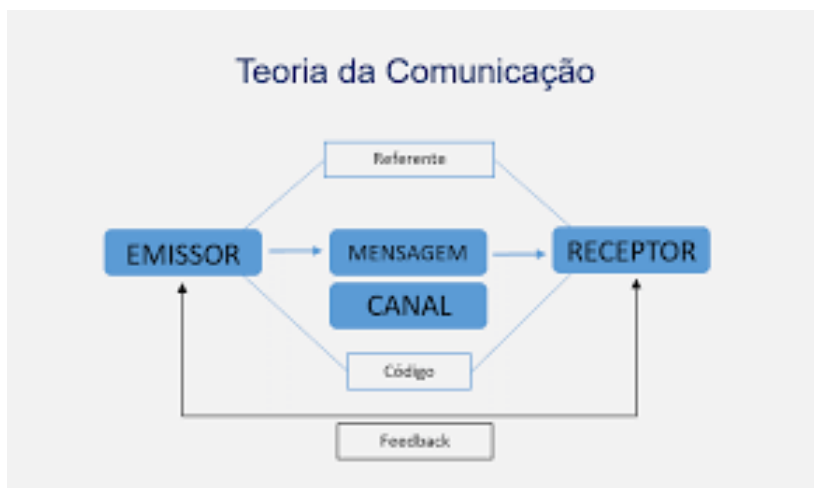 Teoria da Comunicação
Referente
EMISSOR
MENSAGEM
RECEPTOR
CANAL
Código
Feedback